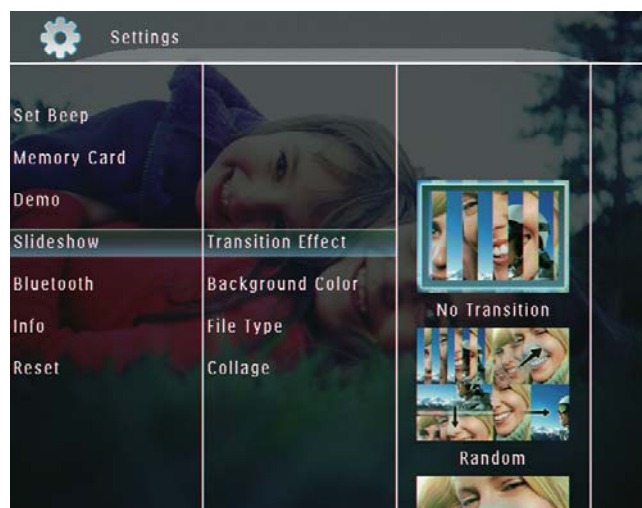 Settings
Set Beep
Memory Card
Demo
Slideshow
Bluetooth
Info
Reset
Transition Effect
Background Color
File Type
Collage
No Transition
Random